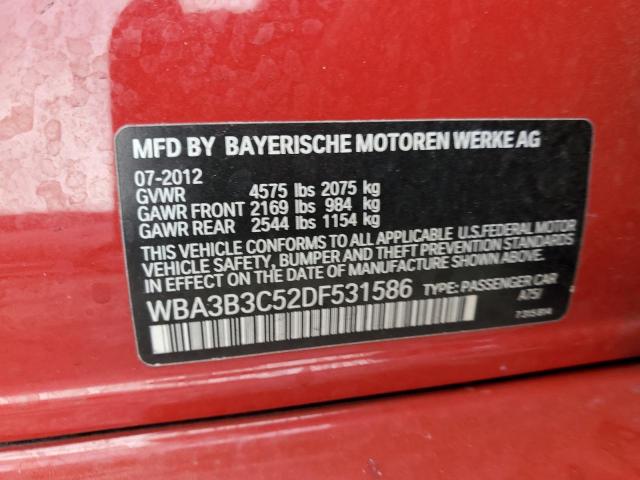 MFD BY BAYERISCHE MOTOREN WERKE AG
07-2012
GVWR 4575 lbs 2075 kg
GAWR FRONT 2169 lbs 984 kg
GAWR REAR 2544 lbs 1154 kg
THIS VEHICLE CONFORMS TO ALL APPLICABLE U.S.FEDERAL MOTOR
VEHICLE SAFETY, BUMPER AND THEFT PREVENTION
STANDARDS IN EFFECT ON THE DATE OF MANUFACTURE SHOWN ABOVE.
WBA3B3C52DF531586 TYPE: PASSENGER CAR
A75/